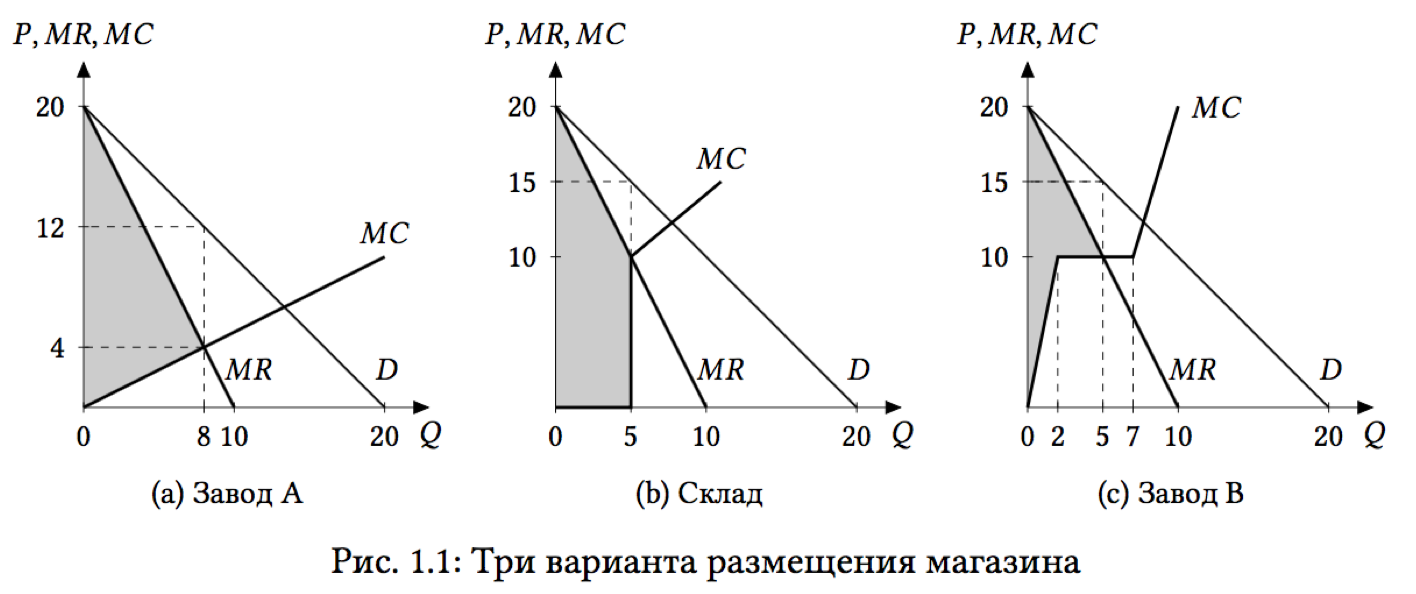 P, MR, MC
20
12
4
MC
MR
D
0
8
10
20
Q
(a) Завод A
P, MR, MC
20
15
10
MC
MR
D
0
5
10
20
Q
(b) Склад
P, MR, MC
20
15
10
MC
MR
D
0
2
5
7
10
20
Q
(c) Завод B
Рис. 1.1: Три варианта размещения магазина